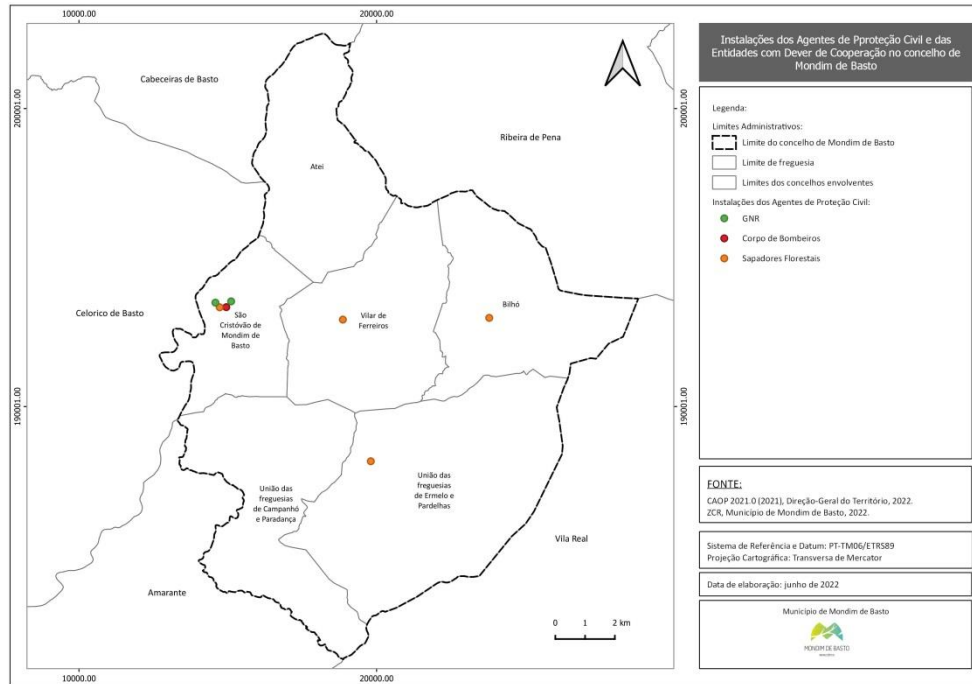 10000.00
20000.00
Instalações dos Agentes de Pproteção Civil e das
Entidades com Dever de Cooperação no concelho de
Mondim de Basto
Cabeceiras de Basto
200001.00
200001.00
Ribeira de Pena
Atei
Legenda:
Limites Administrativos:
Limite do concelho de Mondim de Basto
Limite de freguesia
Limites dos concelhos envolventes
Instalações dos Agentes de Proteção Civil:
GNR
Corpo de Bombeiros
Sapadores Florestais
Celorico de Basto
São
Cristóvão de
Mondim de
Basto
Vilar de
Ferreiros
Bilhó
190001.00
190001.00
União das
freguesias
de Campanhó
e Paradança
União das
freguesias
de Ermelo e
Pardelhas
Vila Real
Amarante
0 1 2 km
10000.00
20000.00
FONTE:
CAOP 2021.0 (2021), Direção-Geral do Território, 2022.
ZCR, Município de Mondim de Basto, 2022.
Sistema de Referência e Datum: PT-TM06/ETRS89
Projeção Cartográfica: Transversa de Mercator
Data de elaboração: junho de 2022
Município de Mondim de Basto
MONDIM DE BASTO